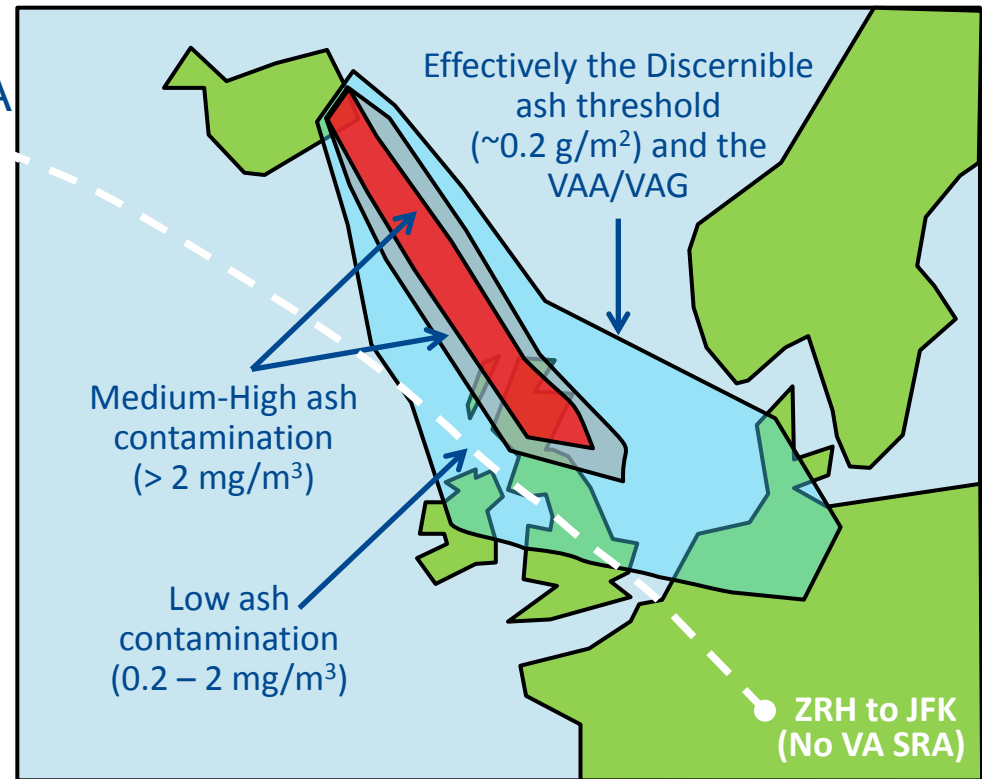 A
Effectively the Discernible
ash threshold
(~0.2 g/m²) and the
VAA/VAG
Medium-High ash
contamination
(> 2 mg/m³)
Low ash
contamination
(0.2 – 2 mg/m³)
ZRH to JFK
(No VA SRA)